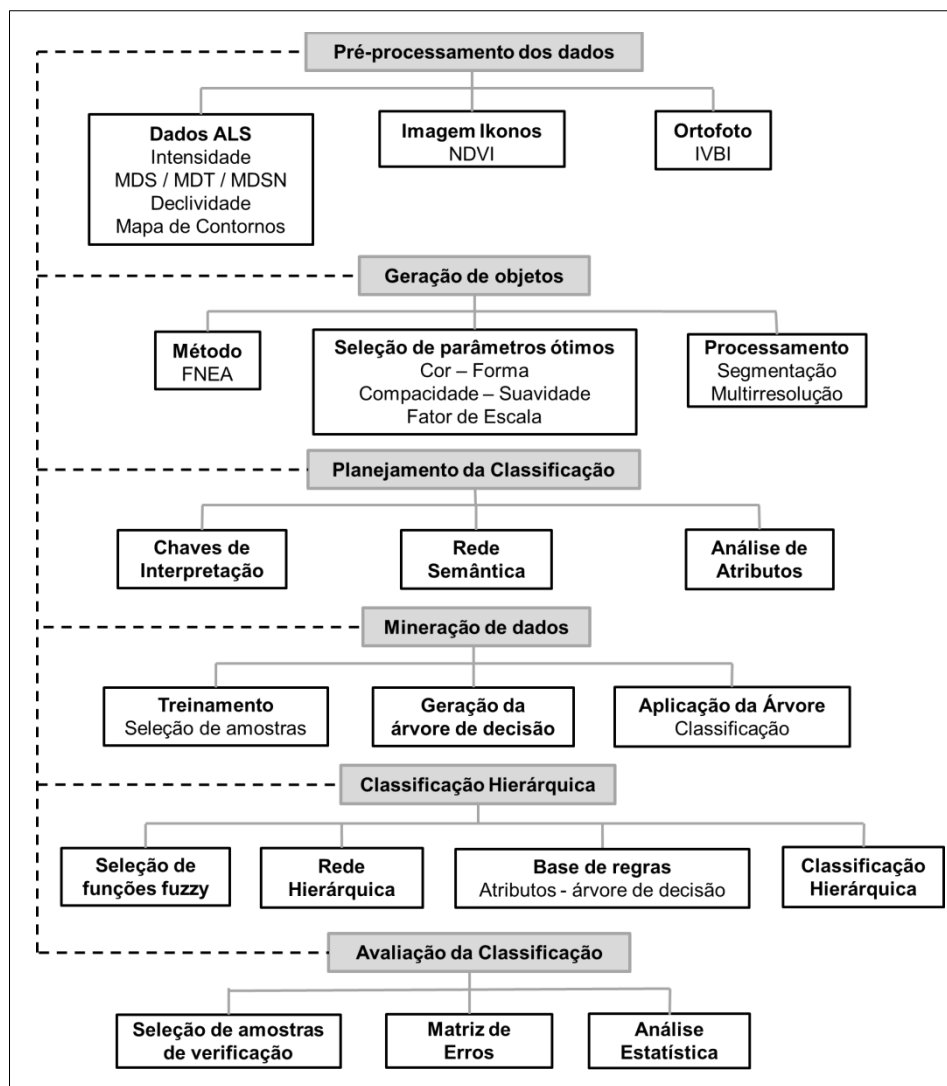 Pré-processamento dos dados
Dados ALS
Intensidade
MDS / MDT / MDSN
Declividade
Mapa de Contornos
Imagem Ikonos
NDVI
Ortofoto
IVBI
Geração de objetos
Método
FNEA
Seleção de parâmetros ótimos
Cor – Forma
Compacidade – Suavidade
Fator de Escala
Processamento
Segmentação
Multirresolução
Planejamento da Classificação
Chaves de
Interpretação
Rede
Semântica
Análise de
Atributos
Mineração de dados
Treinamento
Seleção de amostras
Geração da
árvore de decisão
Aplicação da Árvore
Classificação
Classificação Hierárquica
Seleção de
funções fuzzy
Rede
Hierárquica
Base de regras
Atributos - árvore de decisão
Classificação
Hierárquica
Avaliação da Classificação
Seleção de amostras
de verificação
Matriz de
Erros
Análise
Estatística